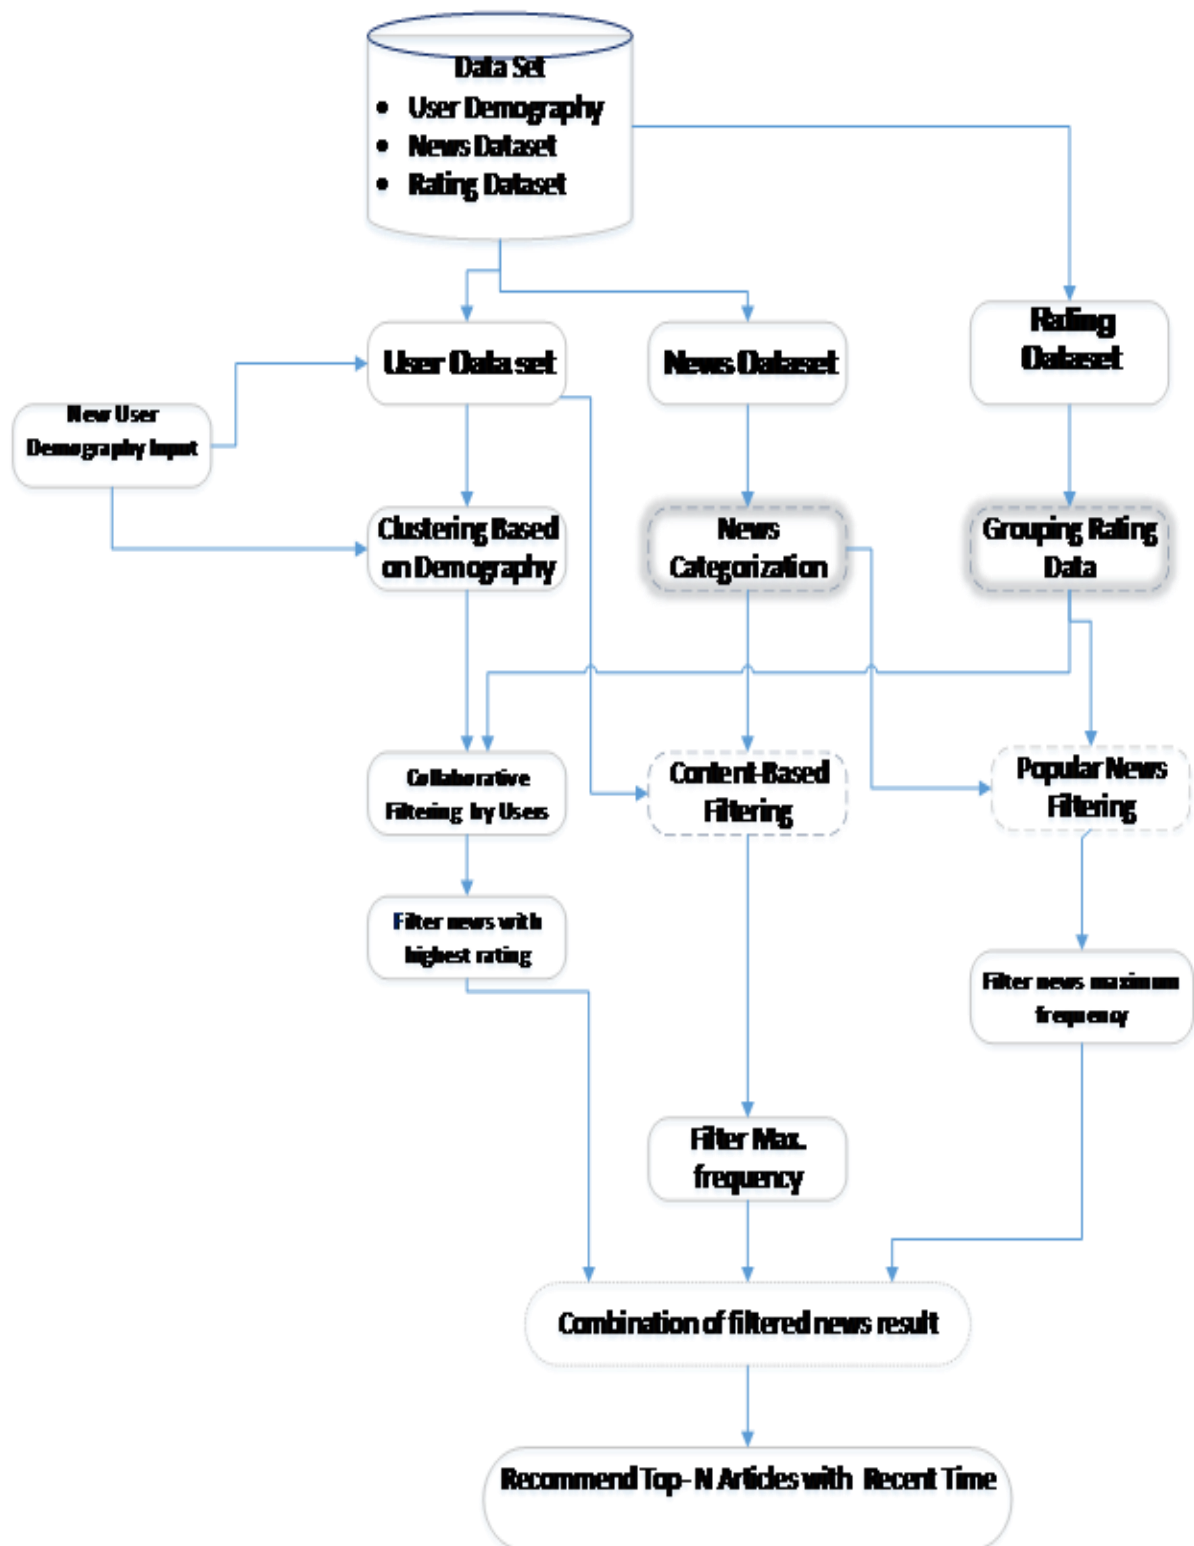 Data Set
• User Demography
• News Dataset
• Rating Dataset
User Data set
News Dataset
Rating
Dataset
New User
Demography Input
Clustering Based
on Demography
News
Categorization
Grouping Rating
Data
Collaborative
Filtering by Users
Content-Based
Filtering
Popular News
Filtering
Filter news with
highest rating
Filter news maximum
frequency
Filter Max.
frequency
Combination of filtered news result
Recommend Top- N Articles with Recent Time